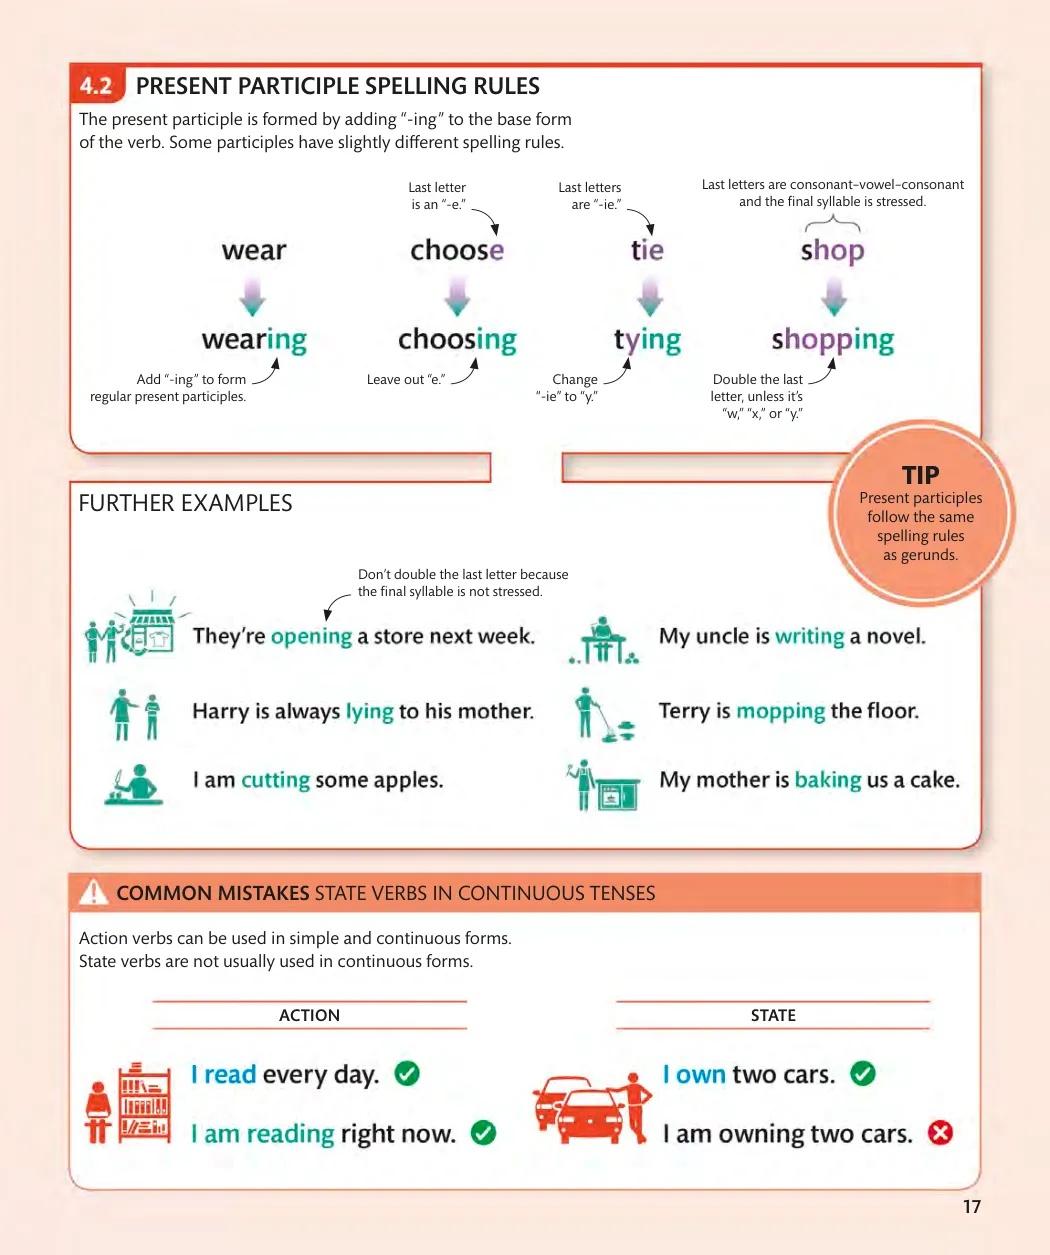 4.2 PRESENT PARTICIPLE SPELLING RULES
The present participle is formed by adding “-ing” to the base form
of the verb. Some participles have slightly different spelling rules.
Last letter
is an “-e.”
Last letters
are “-ie.”
Last letters are consonant–vowel–consonant
and the final syllable is stressed.
wear
choose
tie
shop
wearing
choosing
tying
shopping
Add “-ing” to form
regular present participles.
Leave out “e.”
Change
“-ie” to “y.”
Double the last
letter, unless it’s
“w,” “x,” or “y.”
TIP
Present participles
follow the same
spelling rules
as gerunds.
FURTHER EXAMPLES
Don’t double the last letter because
the final syllable is not stressed.
They’re opening a store next week.
My uncle is writing a novel.
Harry is always lying to his mother.
Terry is mopping the floor.
I am cutting some apples.
My mother is baking us a cake.
COMMON MISTAKES STATE VERBS IN CONTINUOUS TENSES
Action verbs can be used in simple and continuous forms.
State verbs are not usually used in continuous forms.
ACTION
STATE
I read every day.
I own two cars.
I am reading right now.
I am owning two cars.
17